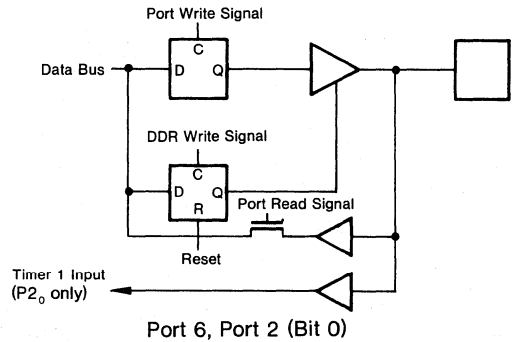 Port Write Signal
C
Data Bus
D
Q
DDR Write Signal
C
D
Q
R
Port Read Signal
Reset
Timer 1 Input
(P2₀ only)
Port 6, Port 2 (Bit 0)